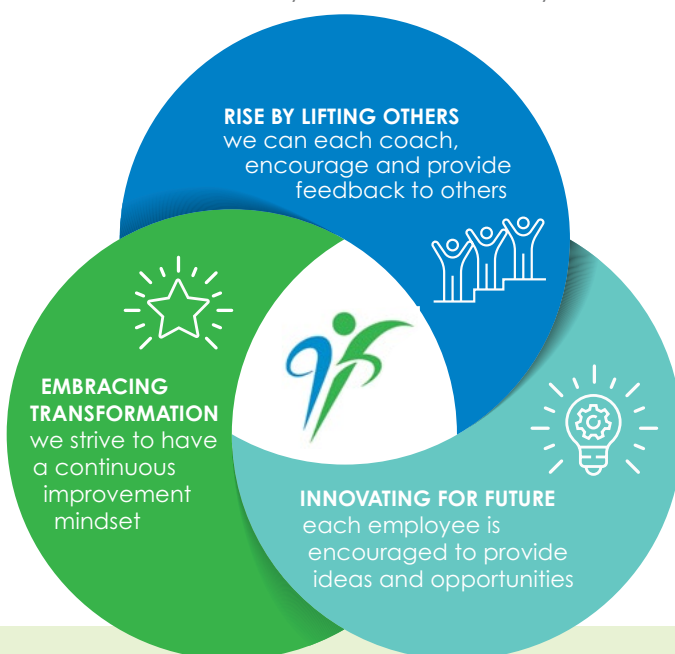 RISE BY LIFTING OTHERS
we can each coach,
encourage and provide
feedback to others
EMBRACING
TRANSFORMATION
we strive to have
a continuous
improvement
mindset
INNOVATING FOR FUTURE
each employee is
encouraged to provide
ideas and opportunities